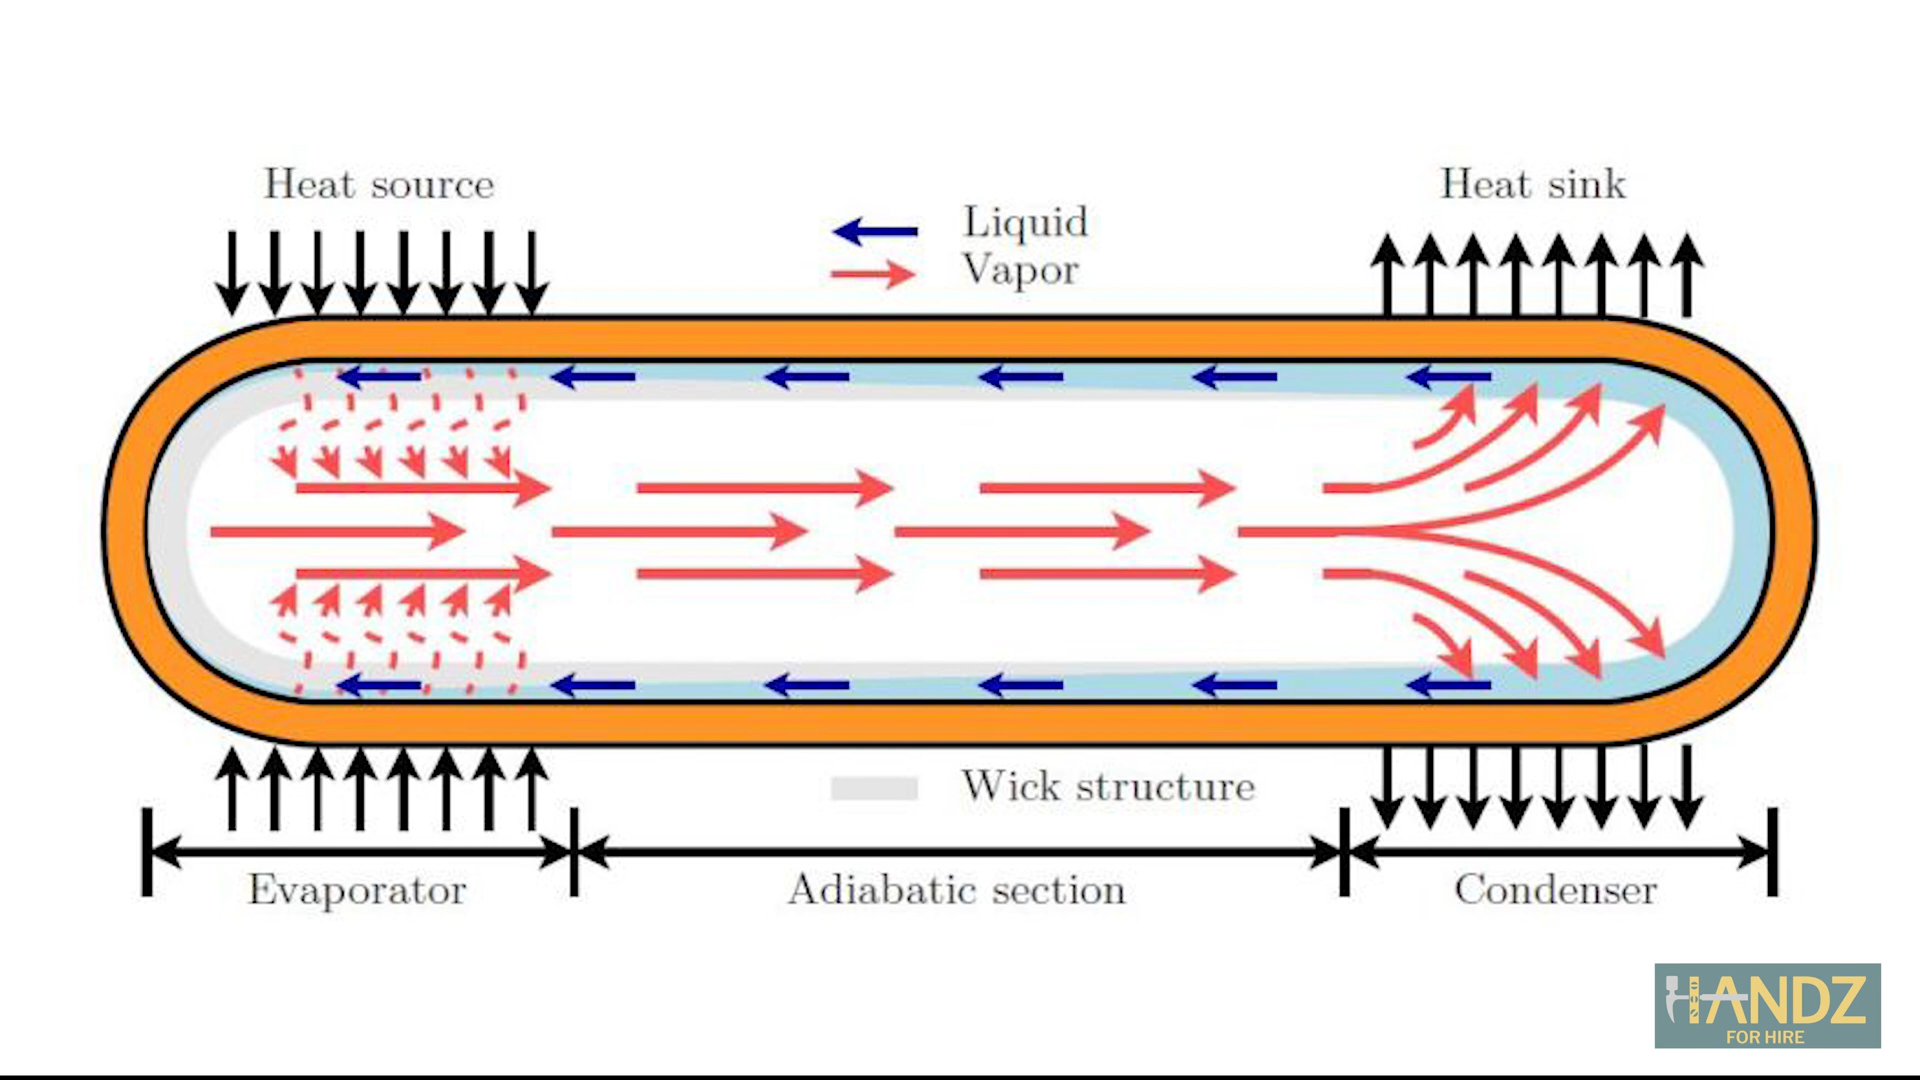 Heat source
Heat sink
Liquid
Vapor
Wick structure
Evaporator
Adiabatic section
Condenser
HANDZ
FOR HIRE